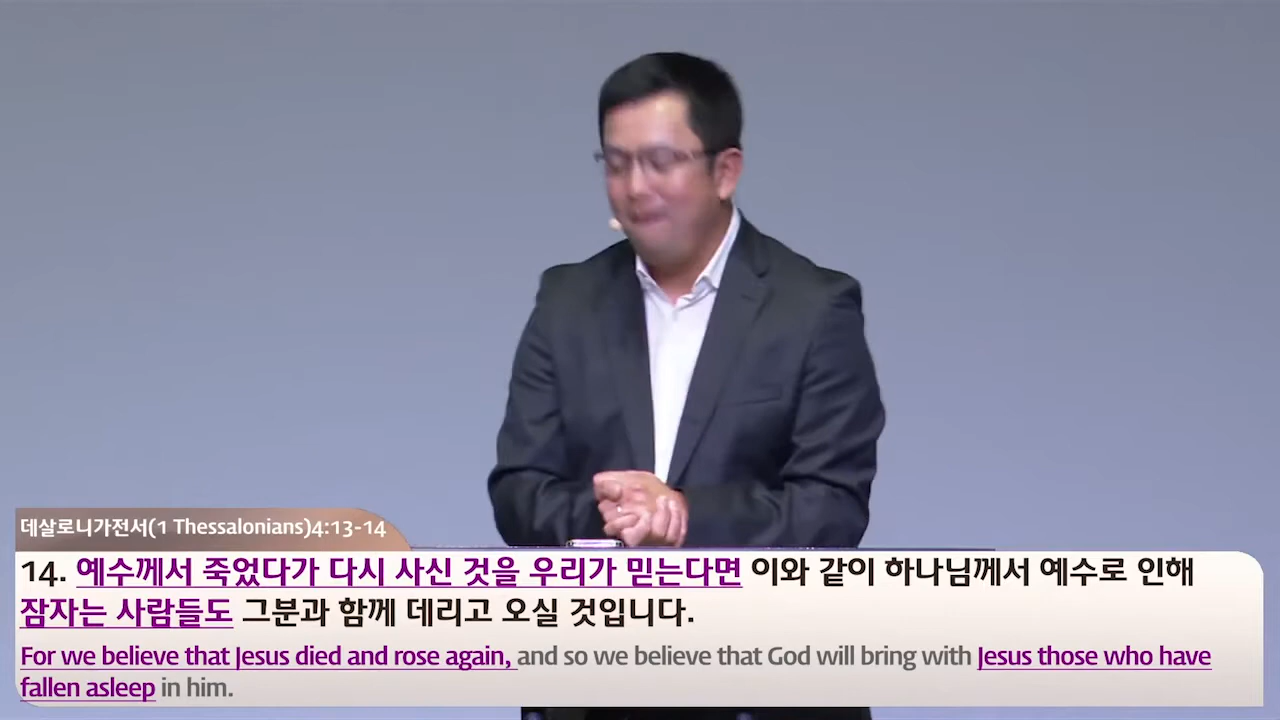 데살로니가전서(1 Thessalonians)4:13-14
14. 예수께서 죽었다가 다시 사신 것을 우리가 믿는다면 이와 같이 하나님께서 예수로 인해
잠자는 사람들도 그분과 함께 데리고 오실 것입니다.
For we believe that Jesus died and rose again, and so we believe that God will bring with Jesus those who have
fallen asleep in him.